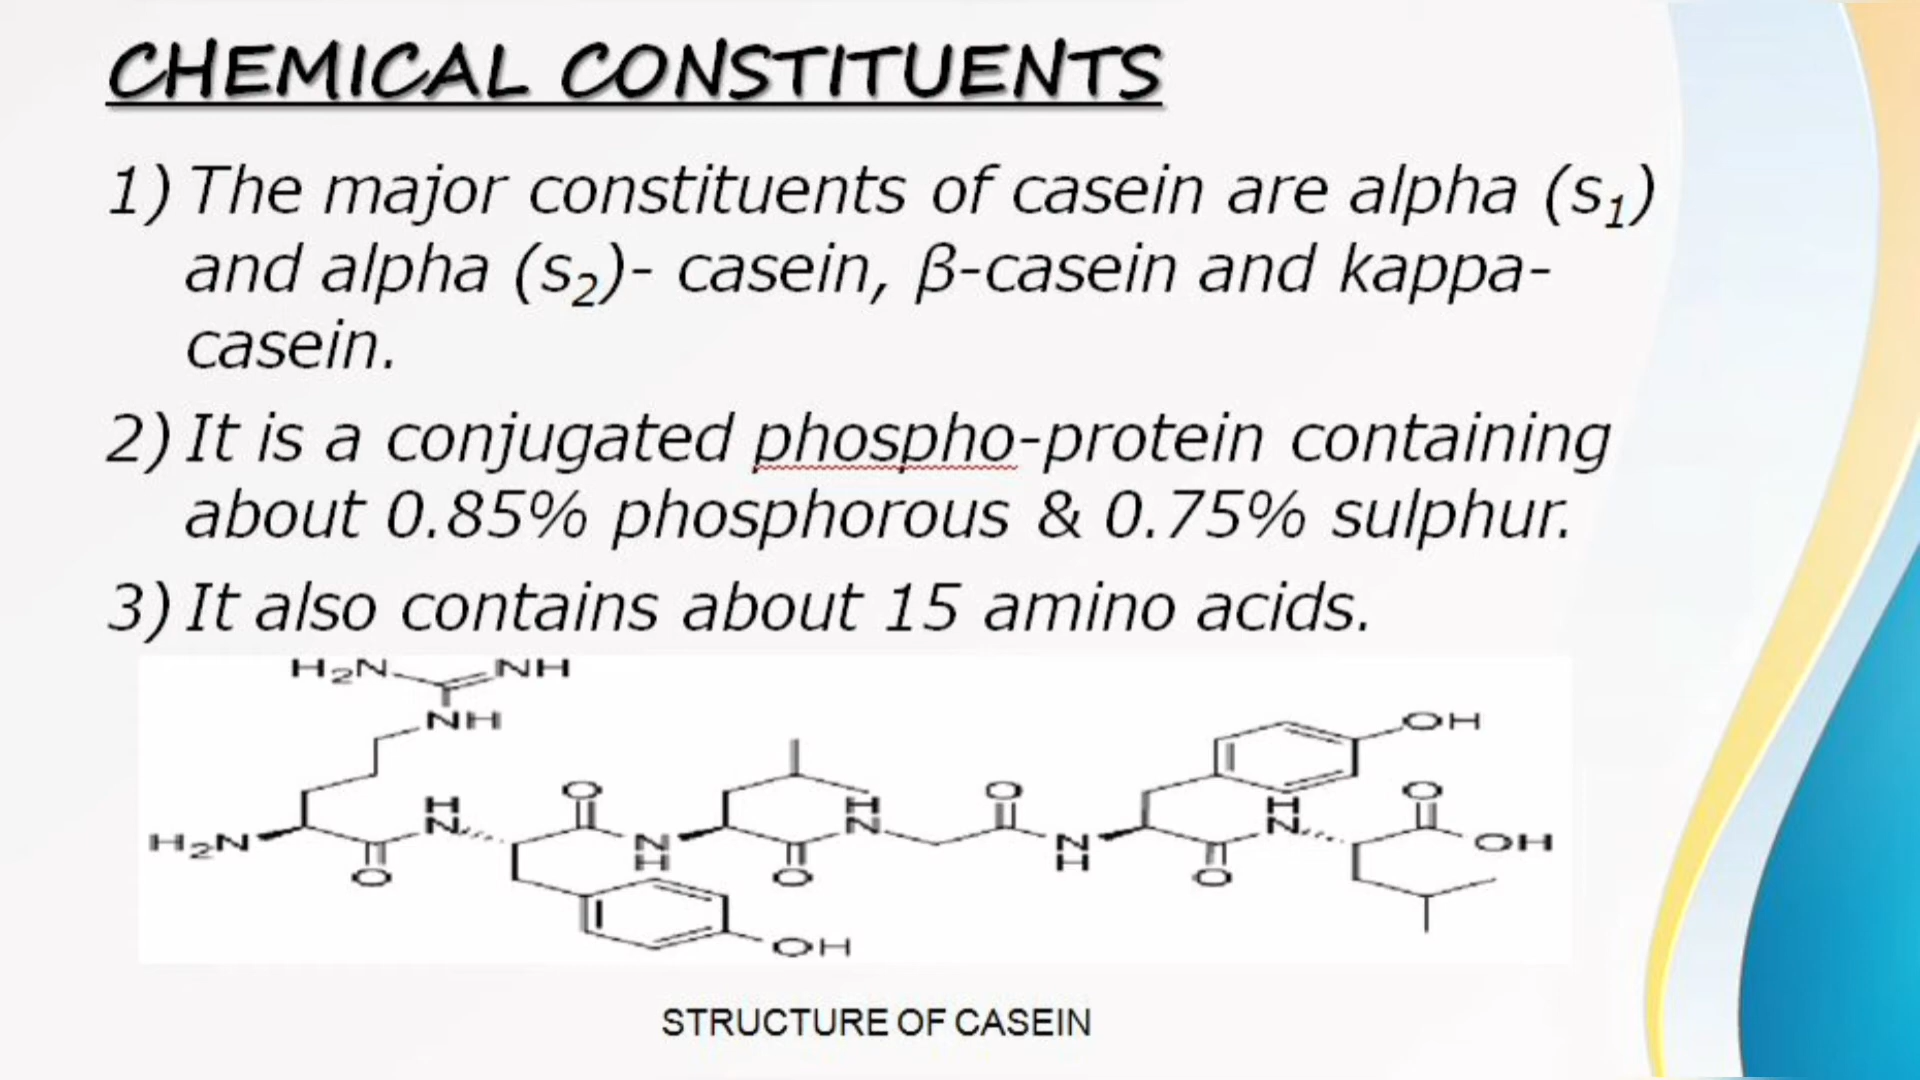 CHEMICAL CONSTITUENTS
1) The major constituents of casein are alpha (s₁)
and alpha (s₂)- casein, β-casein and kappa-
casein.
2) It is a conjugated phospho-protein containing
about 0.85% phosphorous & 0.75% sulphur.
3) It also contains about 15 amino acids.
H₂N NH
NH
OH
O O O
H N H N H N
H₂N N H N H OH
O O O
OH
STRUCTURE OF CASEIN